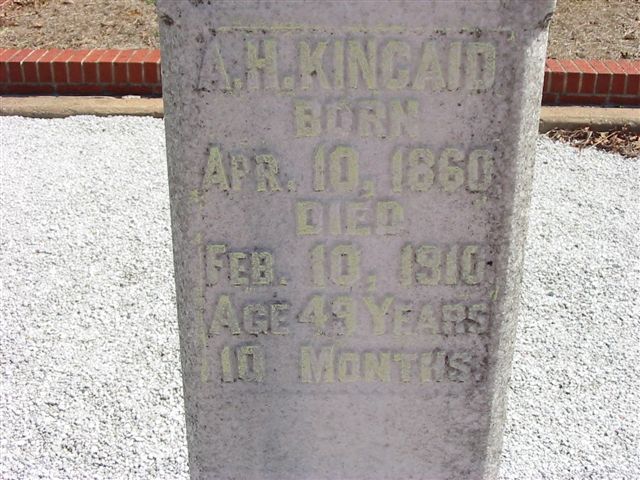 A.H. KINCAID
BORN
APR. 10, 1860
DIED
FEB. 10, 1910
AGE 49 YEARS
10 MONTHS